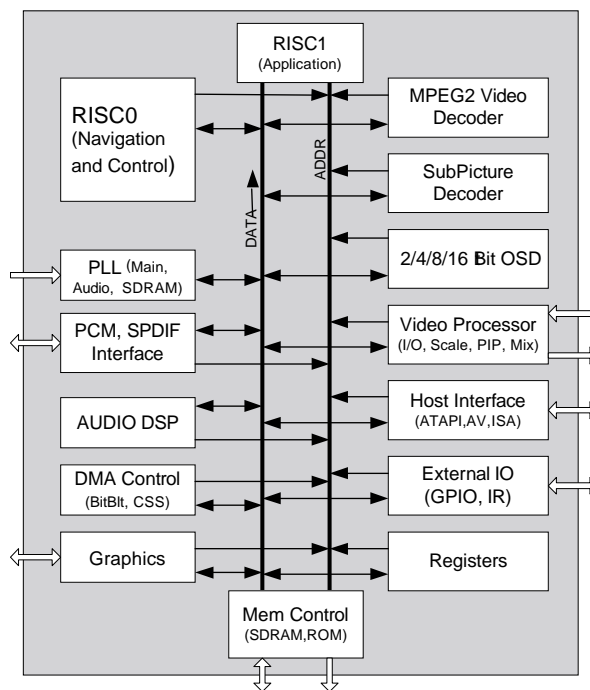 RISC1
(Application)
RISC0
(Navigation
and Control)
MPEG2 Video
Decoder
ADDR
SubPicture
Decoder
DATA
2/4/8/16 Bit OSD
PLL (Main,
Audio, SDRAM)
PCM, SPDIF
Interface
Video Processor
(I/O, Scale, PIP, Mix)
AUDIO DSP
Host Interface
(ATAPI,AV,ISA)
DMA Control
(BitBlt, CSS)
External IO
(GPIO, IR)
Graphics
Registers
Mem Control
(SDRAM,ROM)